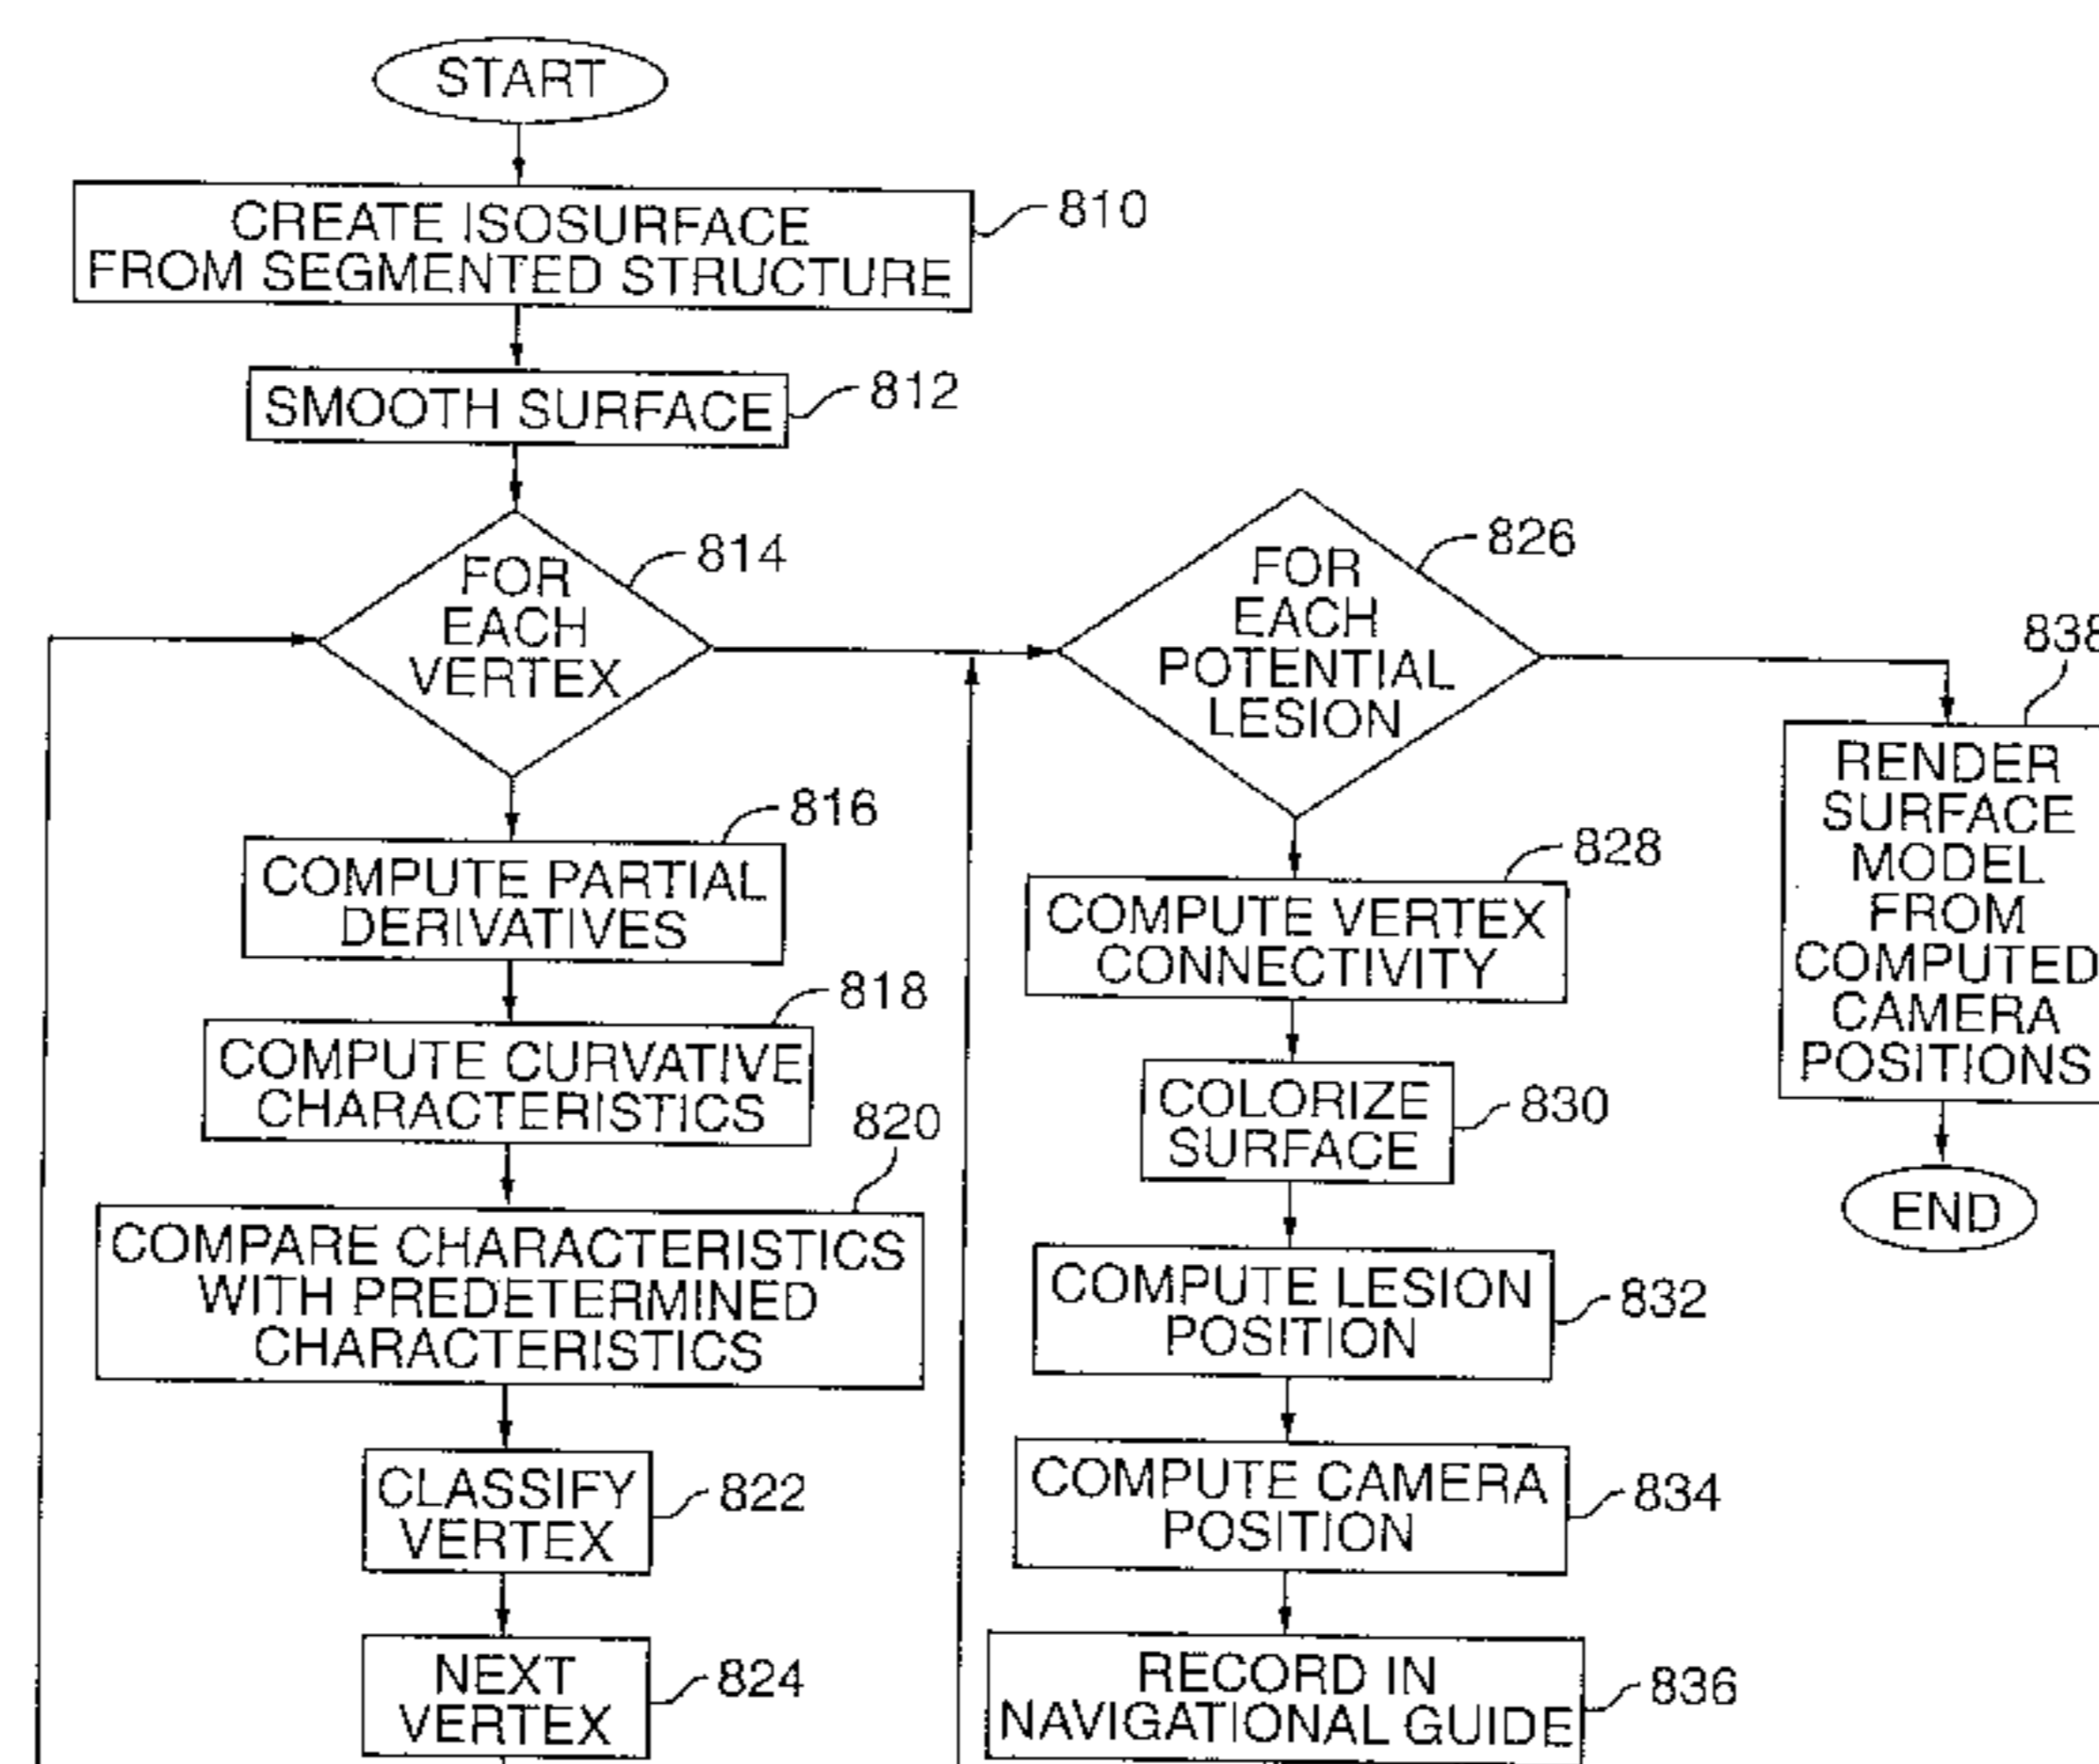 START
CREATE ISOSURFACE
FROM SEGMENTED STRUCTURE
810
SMOOTH SURFACE
812
FOR
EACH
VERTEX
814
COMPUTE PARTIAL
DERIVATIVES
816
COMPUTE CURVATIVE
CHARACTERISTICS
818
COMPARE CHARACTERISTICS
WITH PREDETERMINED
CHARACTERISTICS
820
CLASSIFY
VERTEX
822
NEXT
VERTEX
824
FOR
EACH
POTENTIAL
LESION
826
COMPUTE VERTEX
CONNECTIVITY
828
COLORIZE
SURFACE
830
COMPUTE LESION
POSITION
832
COMPUTE CAMERA
POSITION
834
RECORD IN
NAVIGATIONAL GUIDE
836
838
RENDER
SURFACE
MODEL
FROM
COMPUTED
CAMERA
POSITIONS
END